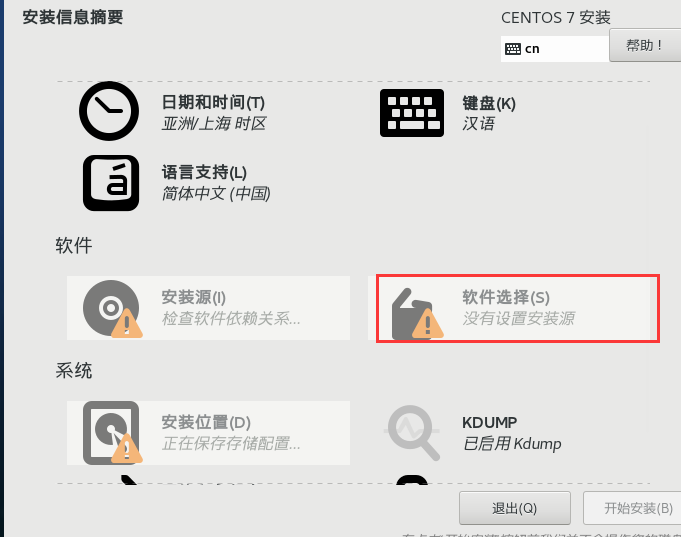 安装信息摘要
CENTOS 7 安装
cn
帮助！
日期和时间(T)
亚洲/上海 时区
键盘(K)
汉语
语言支持(L)
简体中文 (中国)
软件
安装源(I)
检查软件依赖关系...
软件选择(S)
没有设置安装源
系统
安装位置(D)
正在保存存储配置...
KDUMP
已启用 Kdump
退出(Q)
开始安装(B)